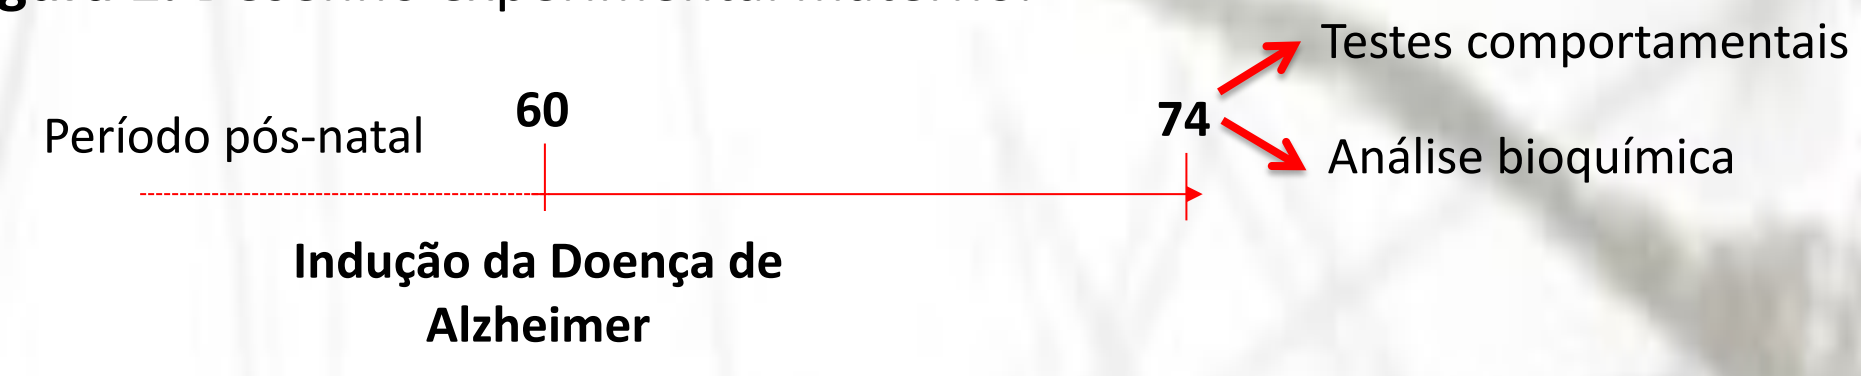 Testes comportamentais
60
74
Período pós-natal
Análise bioquímica
Indução da Doença de
Alzheimer